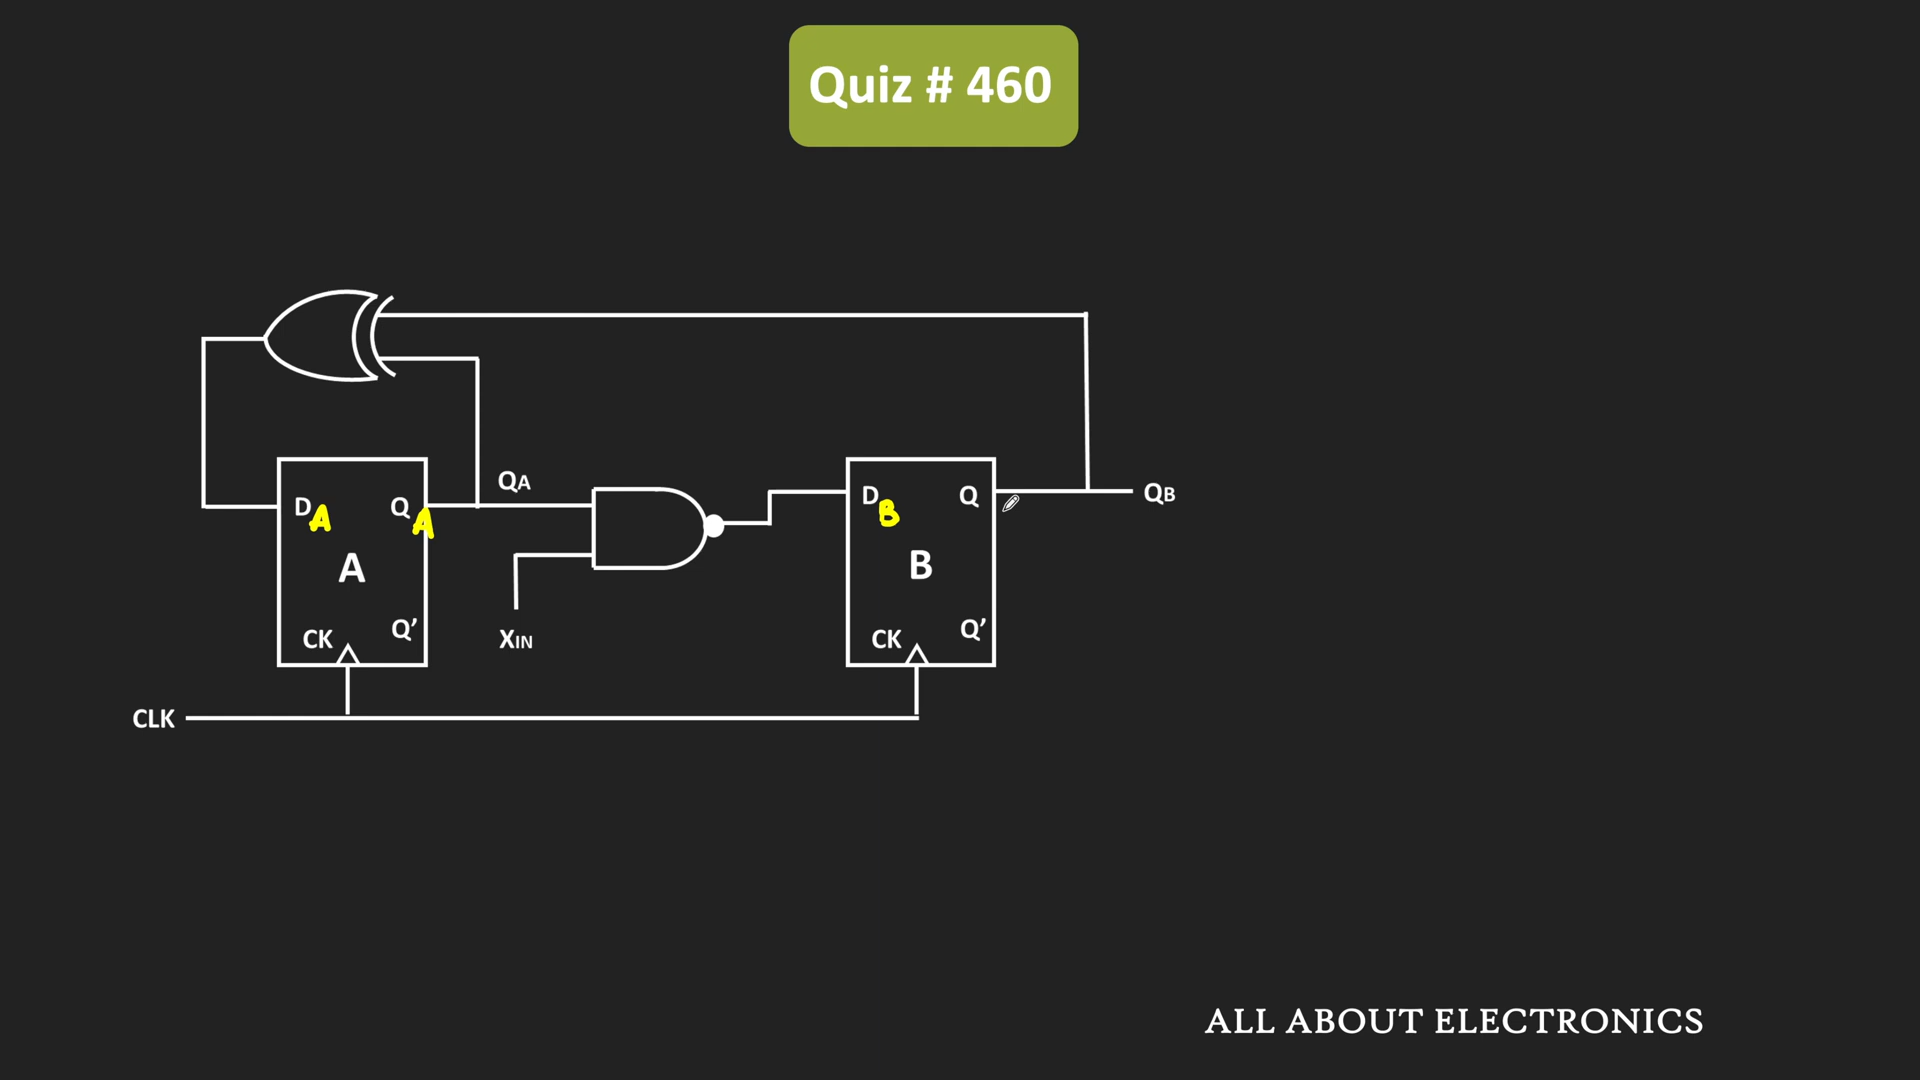 Quiz # 460
QA
QB
D A
Q A
D B
Q
A
B
CK
Q’
XIN
CK
Q’
CLK
ALL ABOUT ELECTRONICS